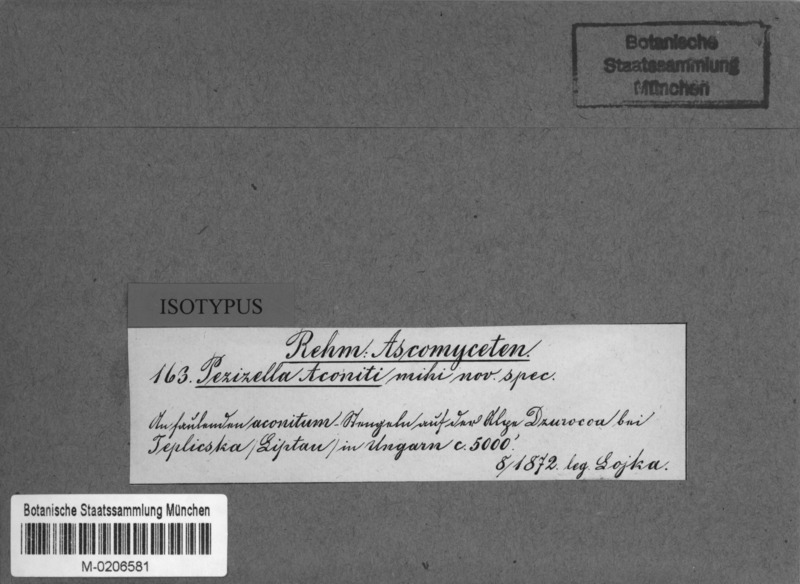 Botanische
Staatssammlung
München
ISOTYPUS
Rehm: Ascomyceten.
163. Pezizella Aconiti mihi nov. spec.
An faulenden aconitum-Stengeln auf der Alpe Dzurocoa bei
Teplicska (Liptau) in Ungarn c. 5000'.
8/1872. leg. Lojka.
Botanische Staatssammlung München
M-0206581